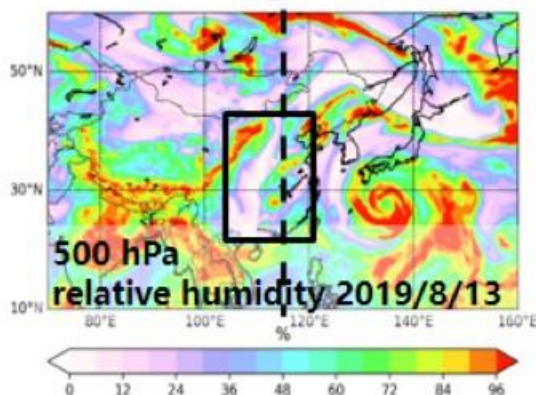 50°N
30°N
10°N
500 hPa
relative humidity 2019/8/13
80°E 100°E 120°E 140°E 160°E
%
0 12 24 36 48 60 72 84 96